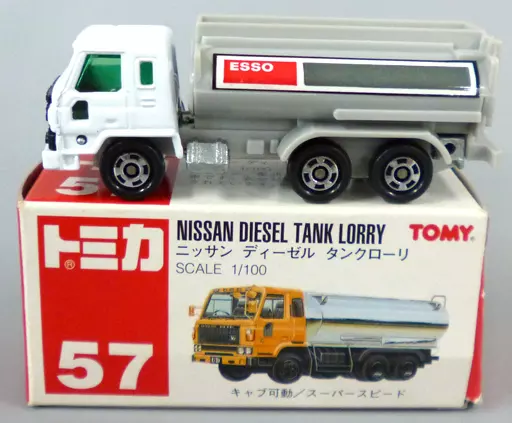 ESSO
57
トミカ®
NISSAN DIESEL TANK LORRY
TOMY®
ニッサン ディーゼル タンクローリ
SCALE 1/100
57
キャブ可動/スーパースピード